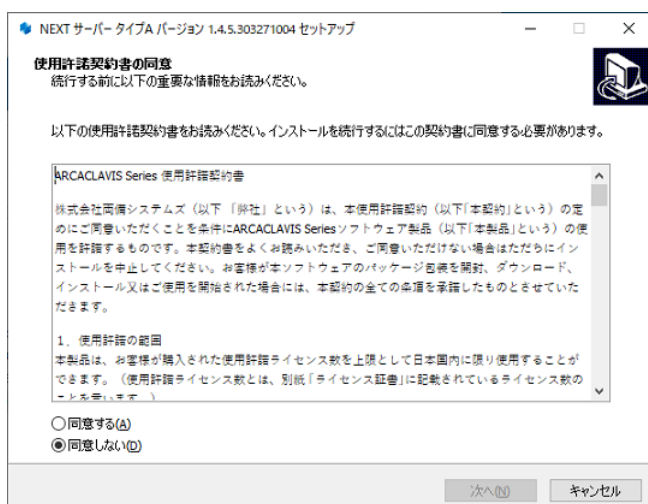 NEXT サーバー タイプA バージョン 1.4.5.303271004 セットアップ
使用許諾契約書の同意
続行する前に以下の重要な情報をお読みください。
以下の使用許諾契約書をお読みください。インストールを続行するにはこの契約書に同意する必要があります。
ARCACLAVIS Series 使用許諾契約書
株式会社両備システムズ（以下 「弊社」 という）は、本使用許諾契約（以下「本契約」という）の定
めにご同意いただくことを条件にARCACLAVIS Seriesソフトウェア製品（以下「本製品」という）の使
用を許諾するものです。本契約書をよくお読みいただき、ご同意いただけない場合はただちにイン
ストールを中止してください。お客様が本ソフトウェアのパッケージ包装を開封、ダウンロード、
インストール又はご使用を開始された場合には、本契約の全ての条項を承諾したものとさせていた
だきます。
１．使用許諾の範囲
本製品は、お客様が購入された使用許諾ライセンス数を上限として日本国内に限り使用することが
できます。（使用許諾ライセンス数とは、別紙「ライセンス証書」に記載されているライセンス数の
ことを言います。）
同意する(A)
同意しない(D)
次へ(N)
キャンセル